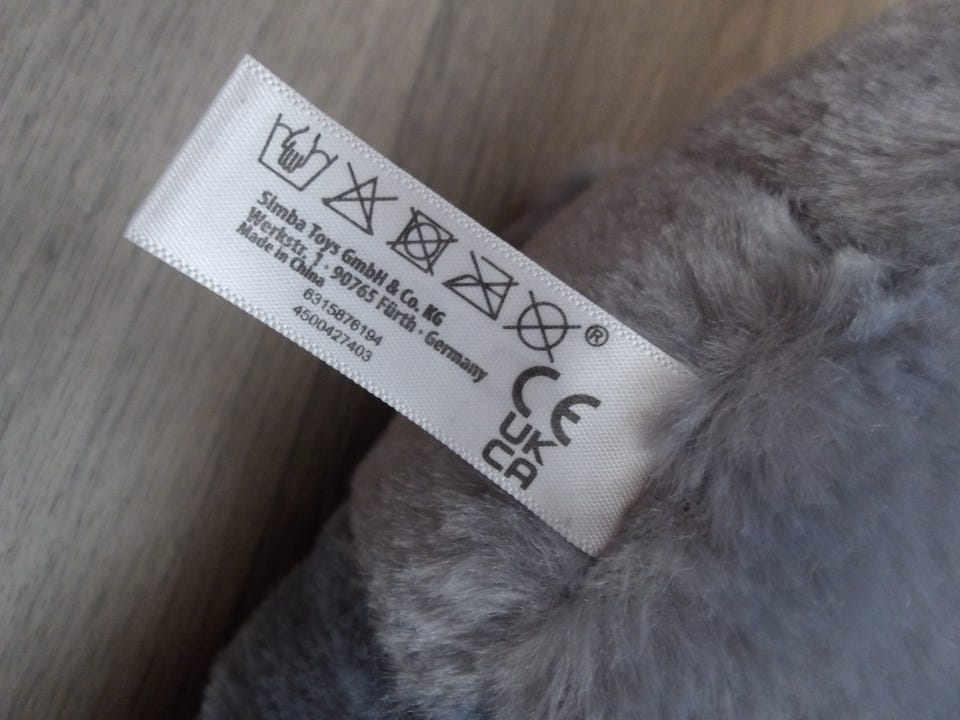 ®
Simba Toys GmbH & Co. KG
Werkstr. 1 · 90765 Fürth · Germany
Made in China
6315876194
4500427403
CE
UK
CA